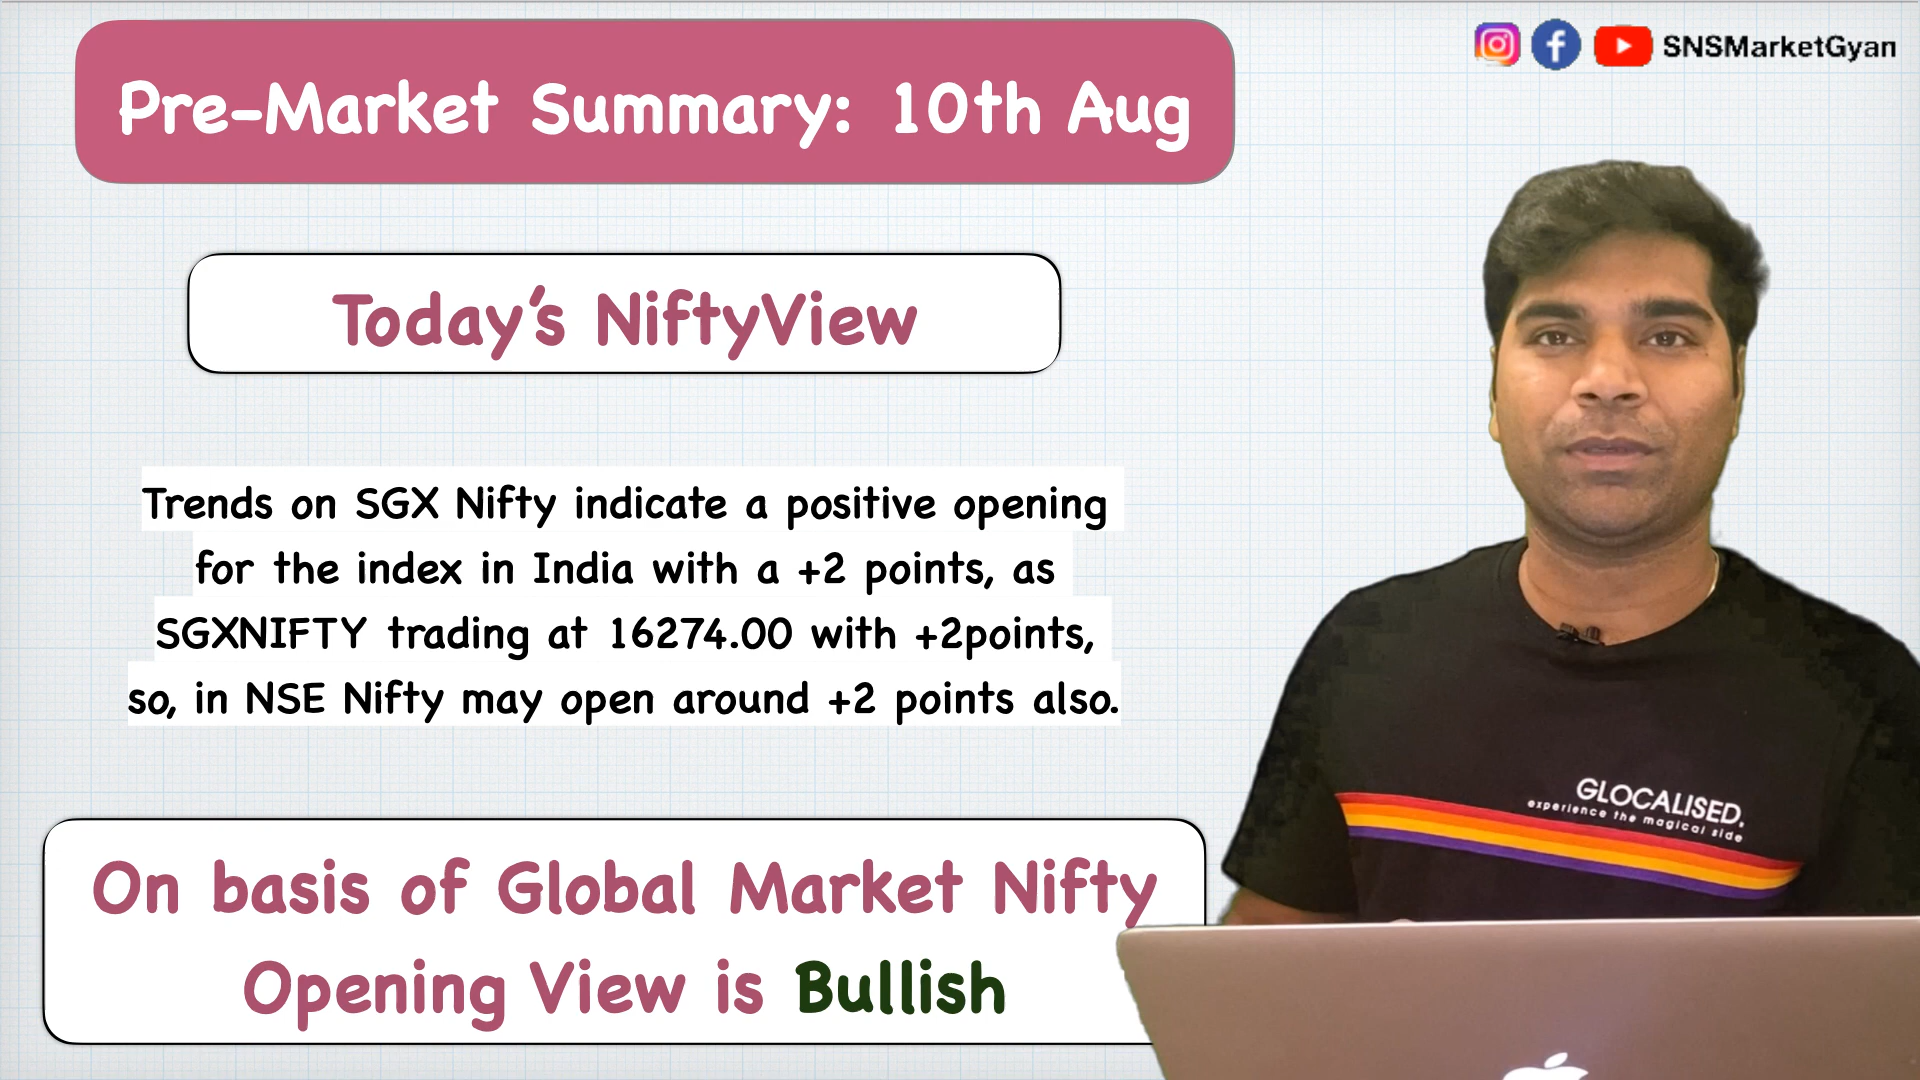 SNSMarketGyan
Pre-Market Summary: 10th Aug
Today's NiftyView
Trends on SGX Nifty indicate a positive opening
for the index in India with a +2 points, as
SGXNIFTY trading at 16274.00 with +2points,
so, in NSE Nifty may open around +2 points also.
On basis of Global Market Nifty
Opening View is Bullish
GLOCALISED.
experience the magical side